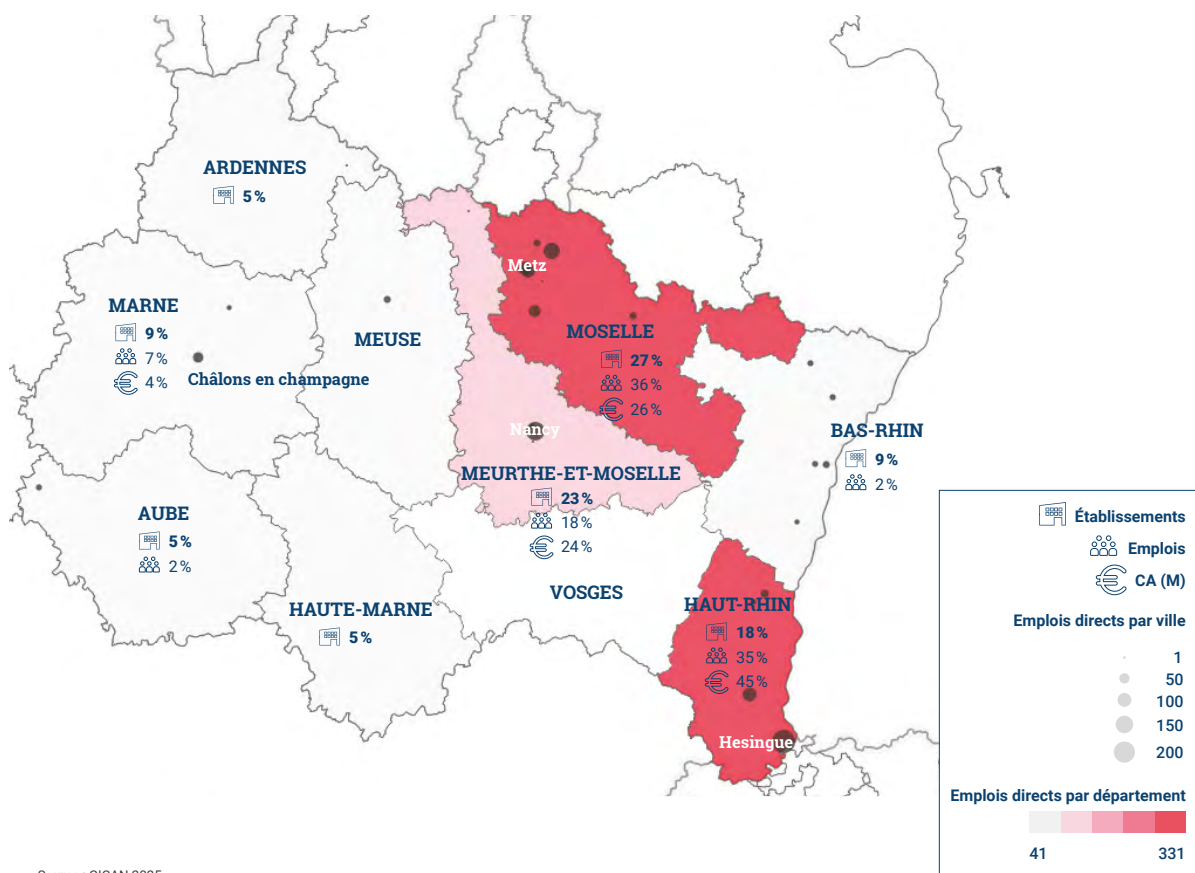 ARDENNES
5 %
MARNE
9 %
7 %
4 %
Châlons en champagne
MEUSE
Metz
MOSELLE
27 %
36 %
26 %
Nancy
MEURTHE-ET-MOSELLE
23 %
18 %
24 %
BAS-RHIN
9 %
2 %
AUBE
5 %
2 %
HAUTE-MARNE
5 %
VOSGES
HAUT-RHIN
18 %
35 %
45 %
Hesingue
Établissements
Emplois
CA (M)
Emplois directs par ville
1
50
100
150
200
Emplois directs par département
41 331